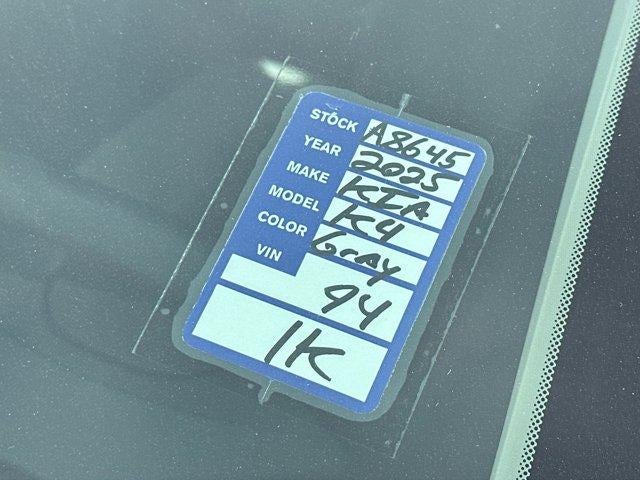 STOCK A8645
YEAR 2025
MAKE KIA
MODEL K4
COLOR Gray
VIN 94
1K